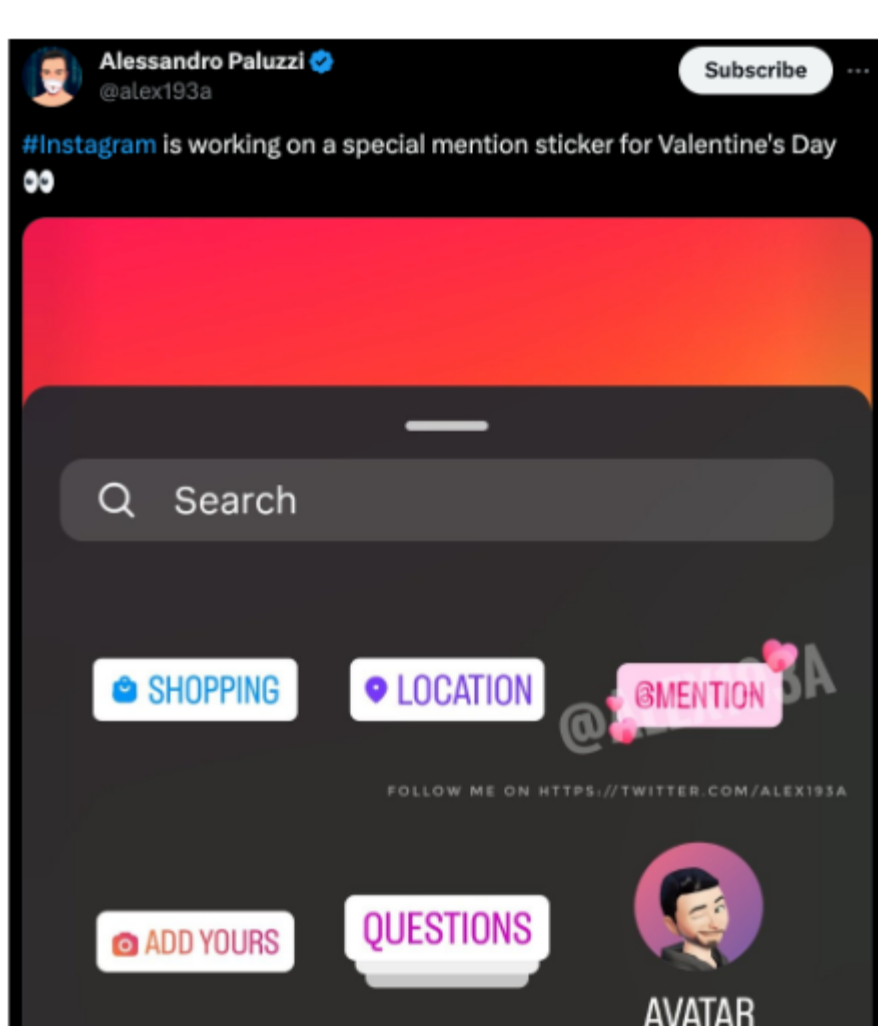 Alessandro Paluzzi
@alex193a
Subscribe
#Instagram is working on a special mention sticker for Valentine's Day
👀
Search
SHOPPING
LOCATION
@MENTION
@ALEX193A
FOLLOW ME ON HTTPS://TWITTER.COM/ALEX193A
ADD YOURS
QUESTIONS
AVATAR